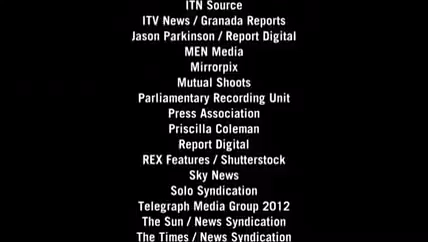 ITN Source
ITV News / Granada Reports
Jason Parkinson / Report Digital
MEN Media
Mirrorpix
Mutual Shoots
Parliamentary Recording Unit
Press Association
Priscilla Coleman
Report Digital
REX Features / Shutterstock
Sky News
Solo Syndication
Telegraph Media Group 2012
The Sun / News Syndication
The Times / News Syndication